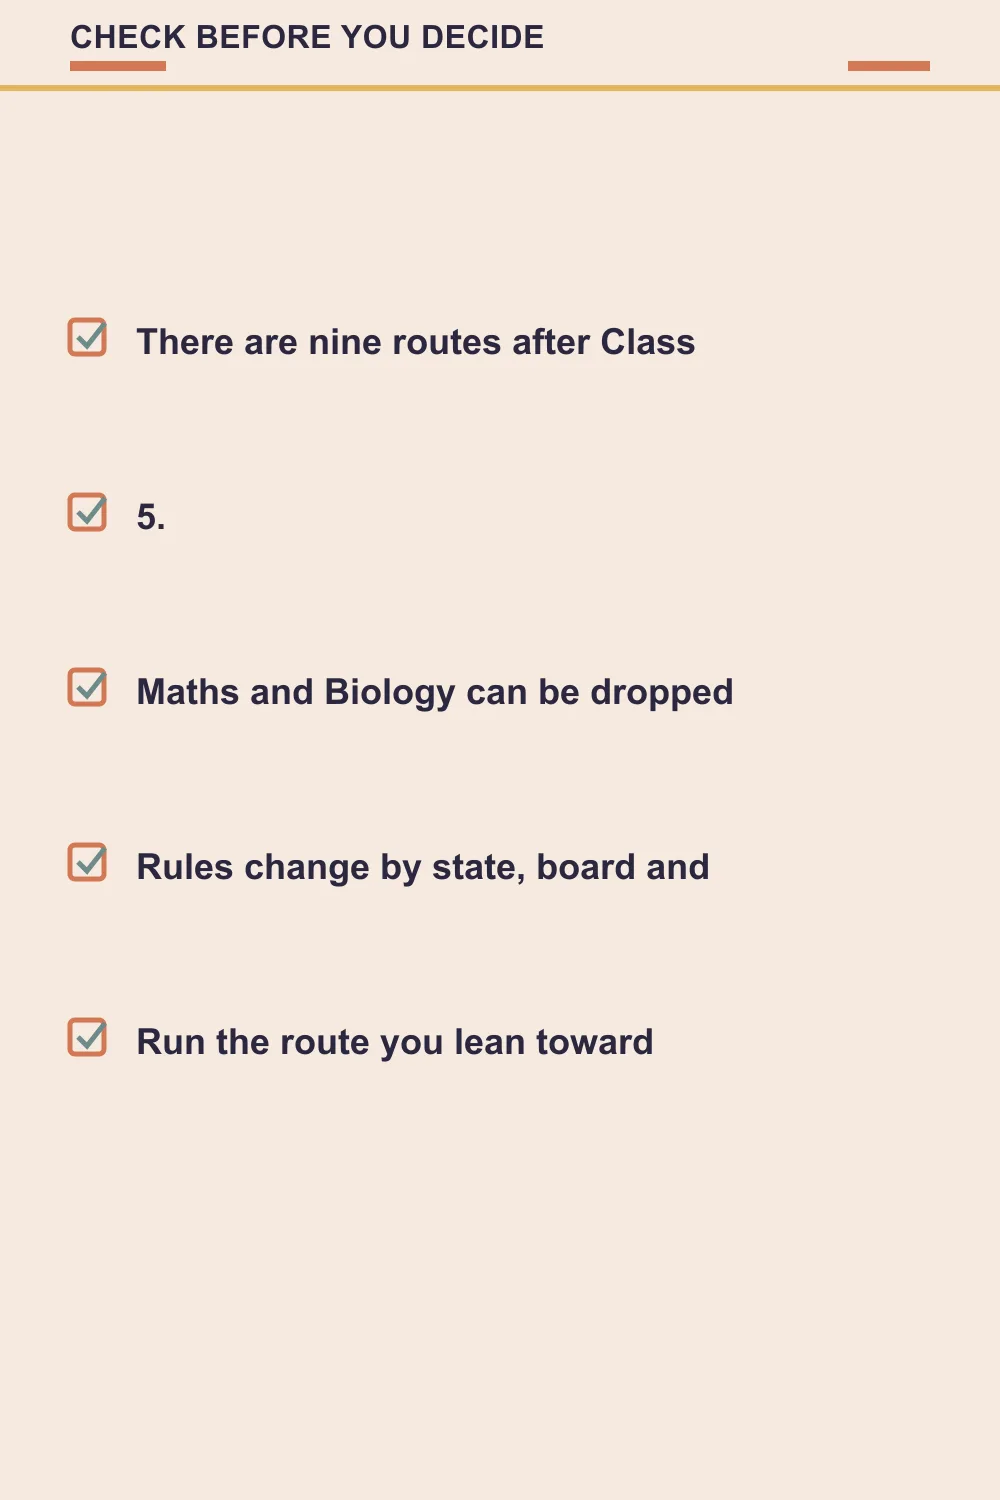 CHECK BEFORE YOU DECIDE
There are nine routes after Class
5.
Maths and Biology can be dropped
Rules change by state, board and
Run the route you lean toward